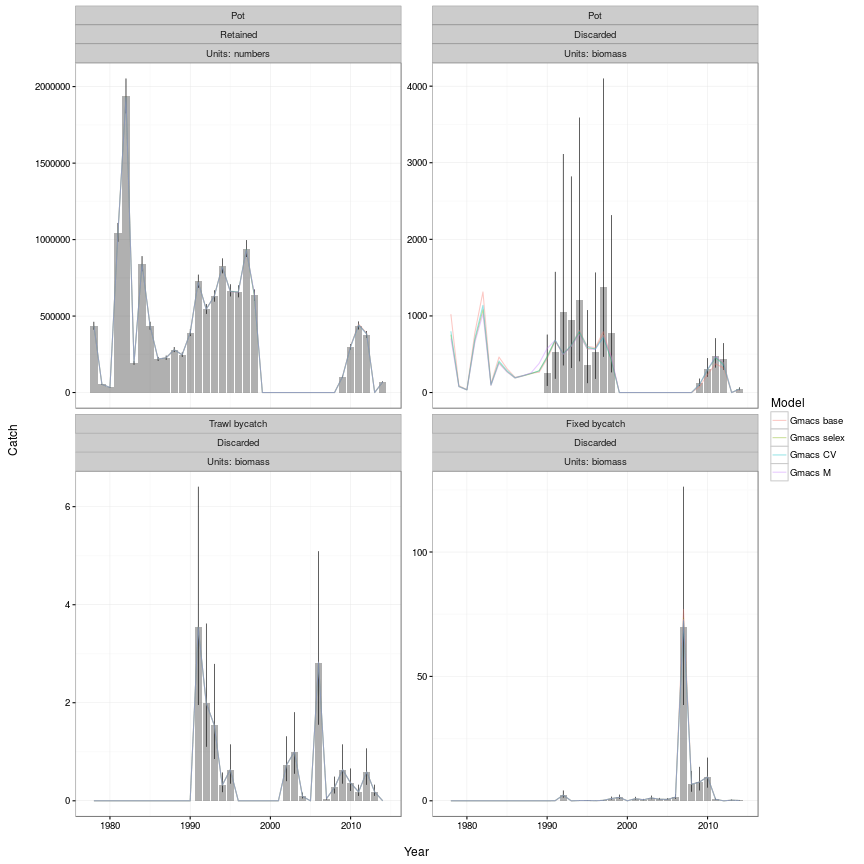 Pot
Retained
Units: numbers
Pot
Discarded
Units: biomass
2000000
1500000
1000000
500000
0
4000
3000
2000
1000
0
Trawl bycatch
Discarded
Units: biomass
Fixed bycatch
Discarded
Units: biomass
6
4
2
0
100
50
0
1980
1990
2000
2010
1980
1990
2000
2010
Catch
Year
Model
Gmacs base
Gmacs selex
Gmacs CV
Gmacs M